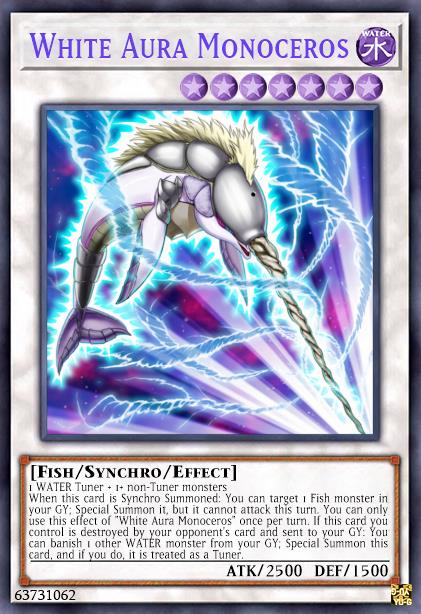 White Aura Monoceros
WATER
水
[Fish/Synchro/Effect]
1 WATER Tuner + 1+ non-Tuner monsters
When this card is Synchro Summoned: You can target 1 Fish monster in
your GY; Special Summon it, but it cannot attack this turn. You can only
use this effect of "White Aura Monoceros" once per turn. If this card you
control is destroyed by your opponent's card and sent to your GY: You
can banish 1 other WATER monster from your GY; Special Summon this
card, and if you do, it is treated as a Tuner.
ATK/2500 DEF/1500
63731062